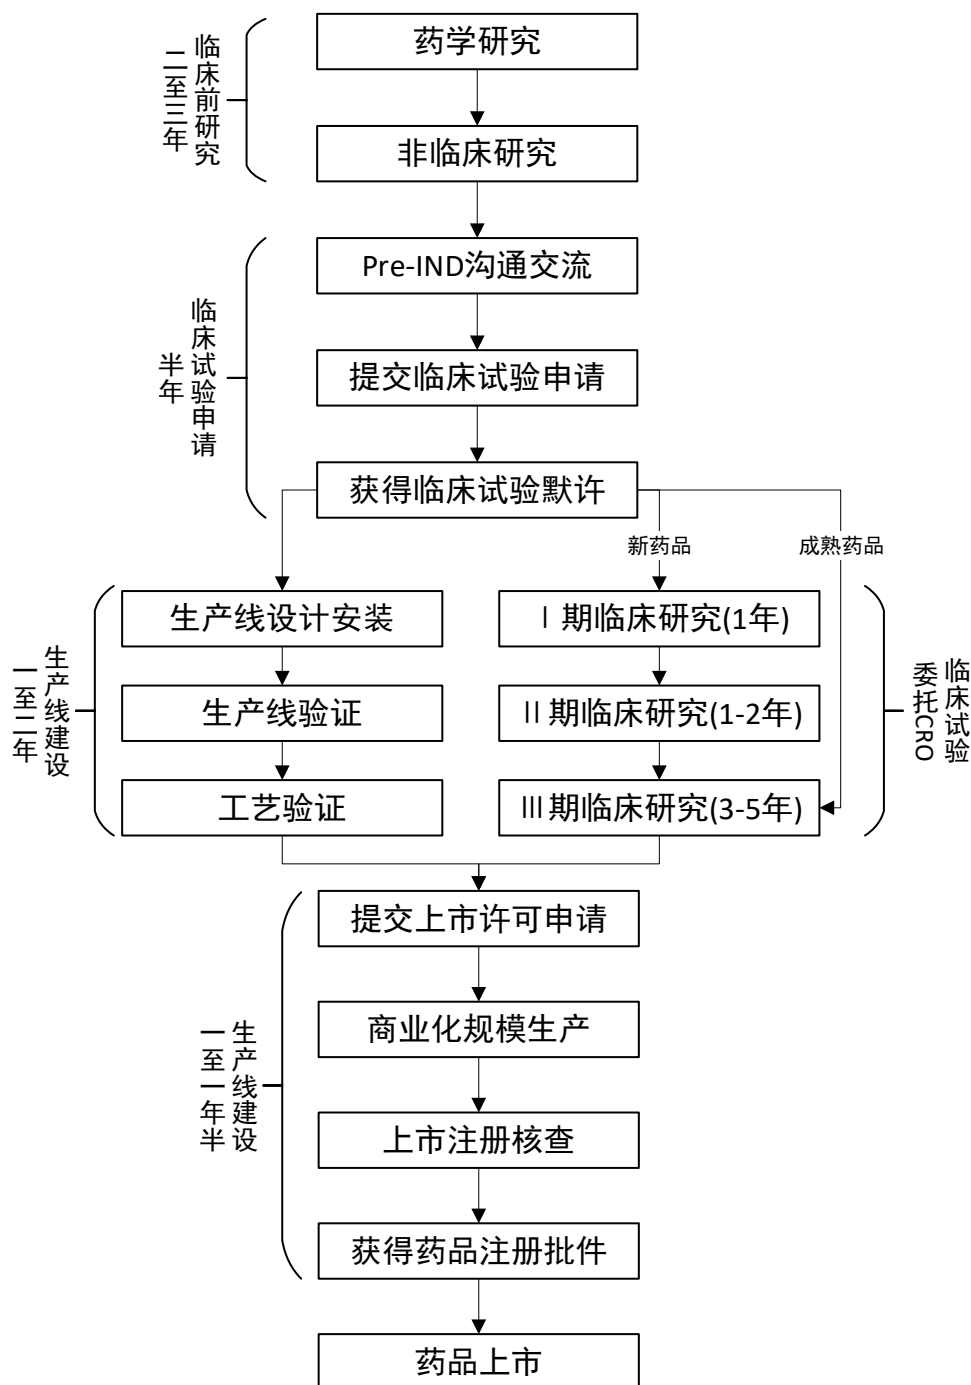 药学研究
临床前研究
二至三年
非临床研究
Pre-IND沟通交流
临床试验申请
半年
提交临床试验申请
获得临床试验默许
新药品
成熟药品
生产线设计安装
Ⅰ期临床研究(1年)
生产线建设
一至二年
生产线验证
Ⅱ期临床研究(1-2年)
临床试验
委托CRO
工艺验证
Ⅲ期临床研究(3-5年)
提交上市许可申请
商业化规模生产
生产线建设
一至一年半
上市注册核查
获得药品注册批件
药品上市